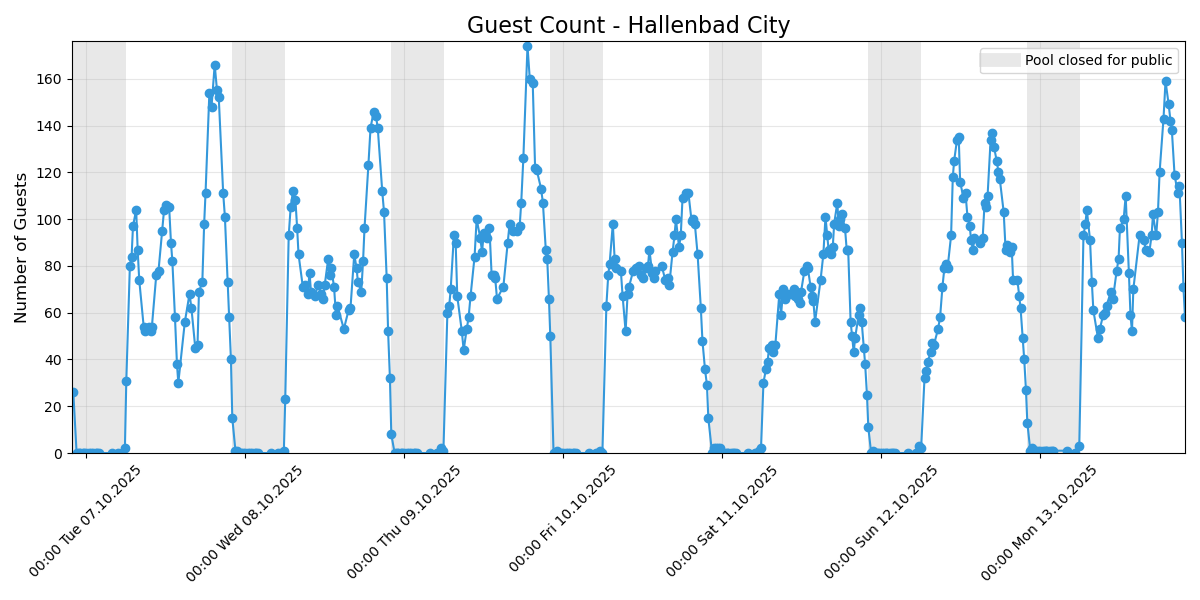 Guest Count - Hallenbad City
Pool closed for public
Number of Guests
160
140
120
100
80
60
40
20
0
00:00 Tue 07.10.2025
00:00 Wed 08.10.2025
00:00 Thu 09.10.2025
00:00 Fri 10.10.2025
00:00 Sat 11.10.2025
00:00 Sun 12.10.2025
00:00 Mon 13.10.2025